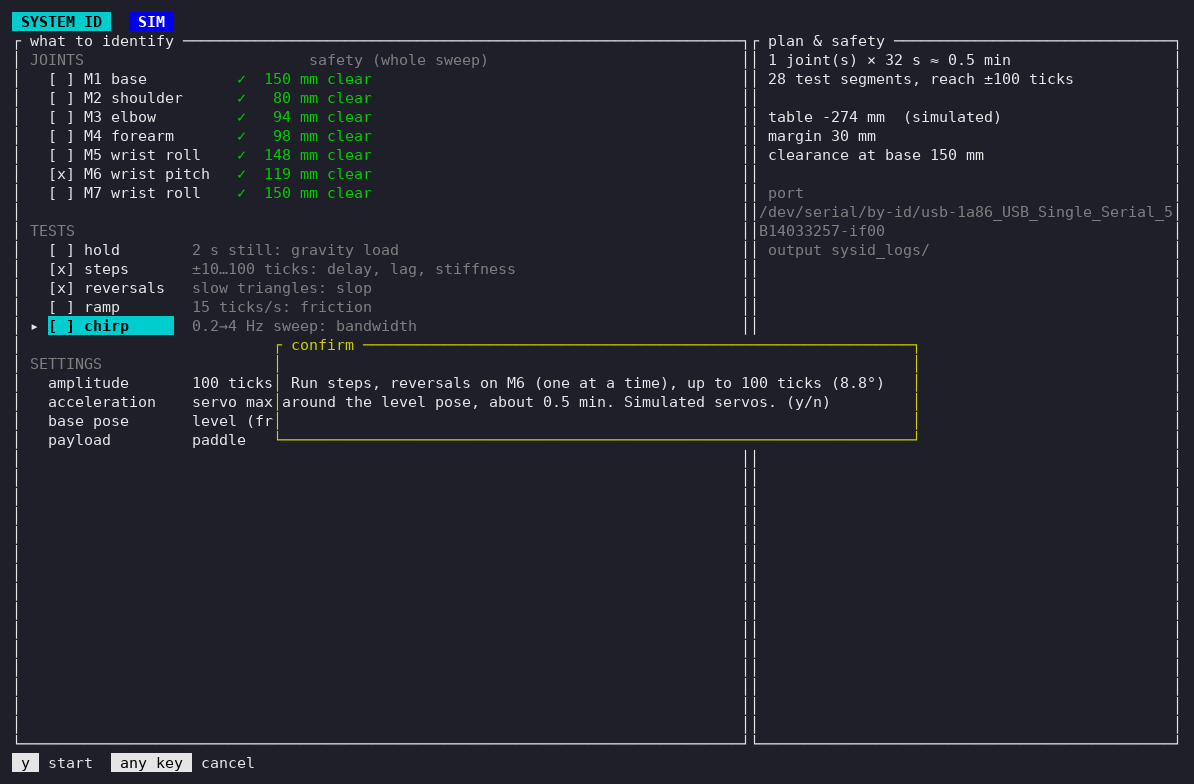 SYSTEM ID SIM
what to identify
JOINTS safety (whole sweep)
[ ] M1 base ✓ 150 mm clear
[ ] M2 shoulder ✓ 80 mm clear
[ ] M3 elbow ✓ 94 mm clear
[ ] M4 forearm ✓ 98 mm clear
[ ] M5 wrist roll ✓ 148 mm clear
[x] M6 wrist pitch ✓ 119 mm clear
[ ] M7 wrist roll ✓ 150 mm clear
TESTS
[ ] hold 2 s still: gravity load
[x] steps ±10…100 ticks: delay, lag, stiffness
[x] reversals slow triangles: slop
[ ] ramp 15 ticks/s: friction
▸ [ ] chirp 0.2→4 Hz sweep: bandwidth
SETTINGS
amplitude 100 ticks
acceleration servo max
base pose level (fr
payload paddle
plan & safety
1 joint(s) × 32 s ≈ 0.5 min
28 test segments, reach ±100 ticks
table -274 mm (simulated)
margin 30 mm
clearance at base 150 mm
port
/dev/serial/by-id/usb-1a86_USB_Single_Serial_5
B14033257-if00
output sysid_logs/
confirm
Run steps, reversals on M6 (one at a time), up to 100 ticks (8.8°)
around the level pose, about 0.5 min. Simulated servos. (y/n)
y start any key cancel